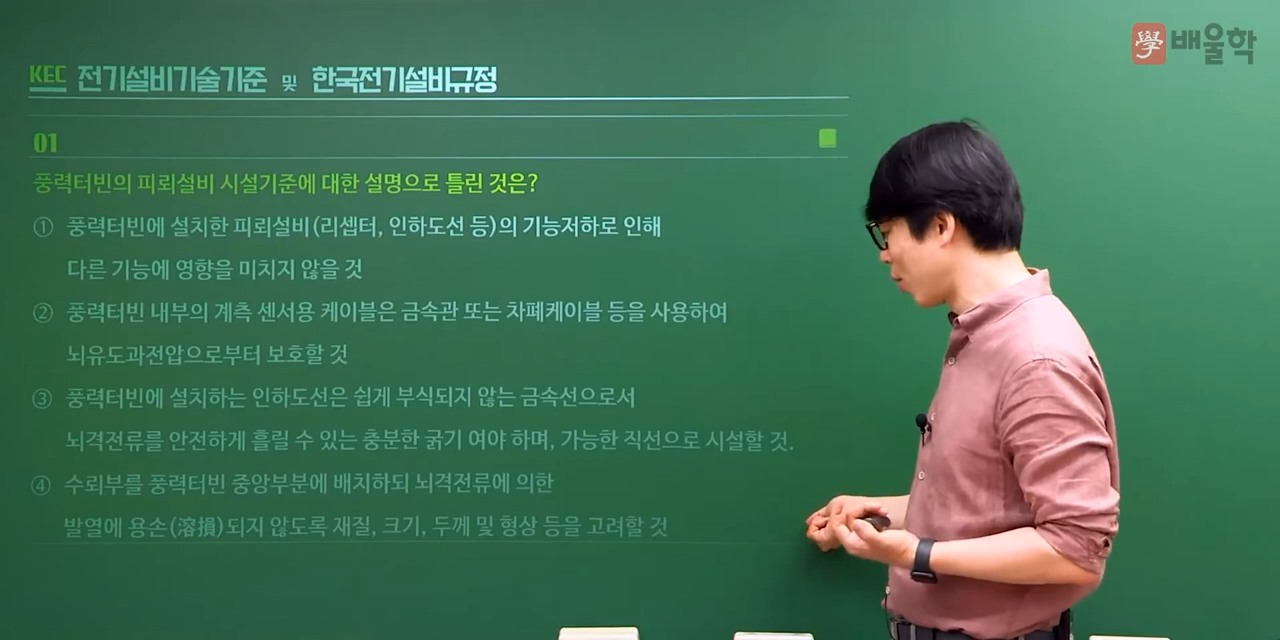 學 배울학
KEC 전기설비기술기준 및 한국전기설비규정
01
풍력터빈의 피뢰설비 시설기준에 대한 설명으로 틀린 것은?
① 풍력터빈에 설치한 피뢰설비(리셉터, 인하도선 등)의 기능저하로 인해
다른 기능에 영향을 미치지 않을 것
② 풍력터빈 내부의 계측 센서용 케이블은 금속관 또는 차폐케이블 등을 사용하여
뇌유도과전압으로부터 보호할 것
③ 풍력터빈에 설치하는 인하도선은 쉽게 부식되지 않는 금속선으로서
뇌격전류를 안전하게 흘릴 수 있는 충분한 굵기 여야 하며, 가능한 직선으로 시설할 것.
④ 수뢰부를 풍력터빈 중앙부분에 배치하되 뇌격전류에 의한
발열에 용손(溶損)되지 않도록 재질, 크기, 두께 및 형상 등을 고려할 것